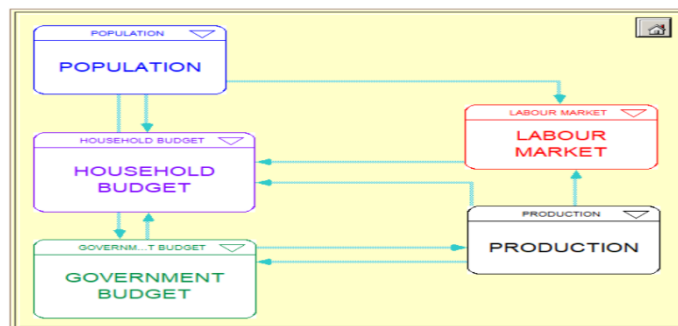 POPULATION
POPULATION
LABOUR MARKET
LABOUR
MARKET
HOUSEHOLD BUDGET
HOUSEHOLD
BUDGET
PRODUCTION
PRODUCTION
GOVERNM...T BUDGET
GOVERNMENT
BUDGET